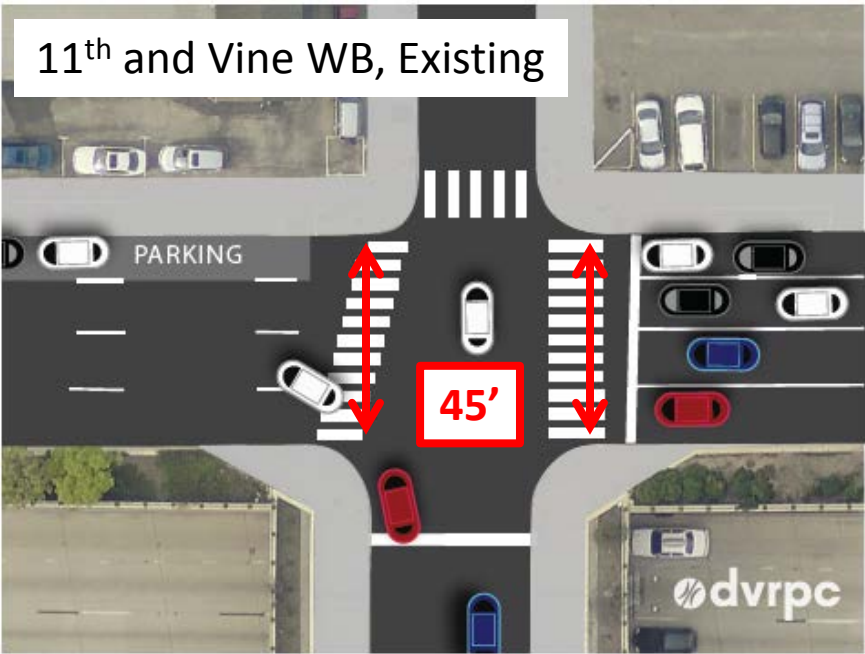 11th and Vine WB, Existing
PARKING
45’
dvrpc